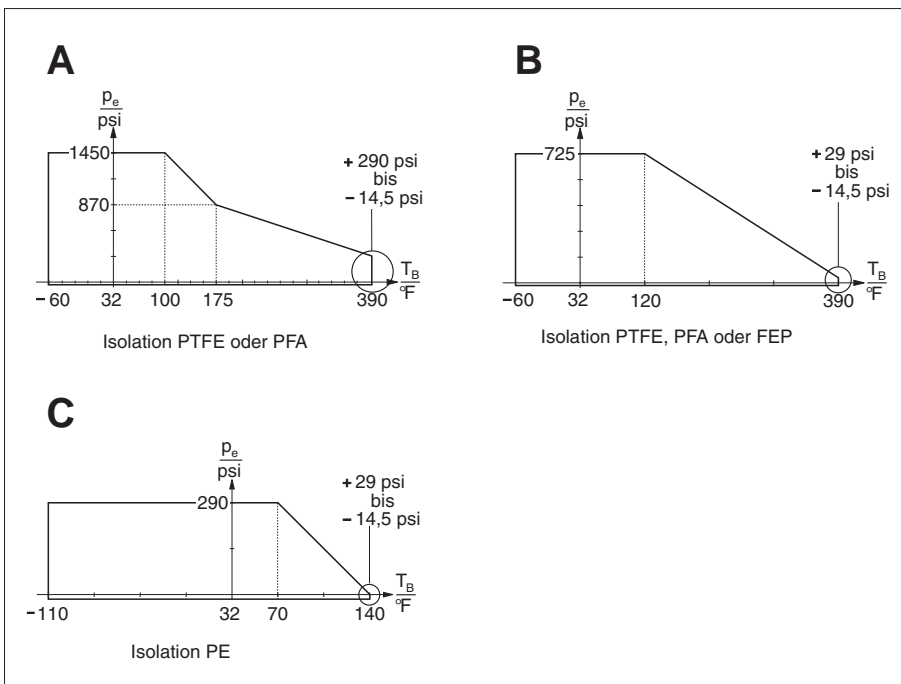 A
p_e
psi
1450
870
+ 290 psi
bis
− 14,5 psi
T_B
°F
−60 32 100 175 390
Isolation PTFE oder PFA
B
p_e
psi
725
+ 29 psi
bis
− 14,5 psi
T_B
°F
−60 32 120 390
Isolation PTFE, PFA oder FEP
C
p_e
psi
290
+ 29 psi
bis
− 14,5 psi
T_B
°F
−110 32 70 140
Isolation PE